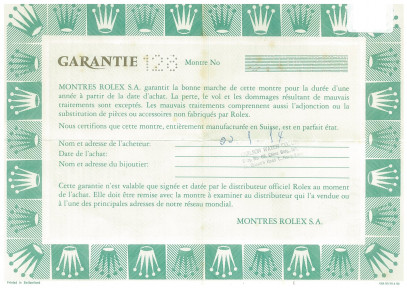 GARANTIE 128 Montre No
MONTRES ROLEX S.A. garantit la bonne marche de cette montre pour la durée d'une
année à partir de la date d'achat. La perte, le vol et les dommages résultant de mauvais
traitements sont exceptés. Les mauvais traitements comprennent aussi l'adjonction ou la
substitution de pièces ou accessoires non fabriqués par Rolex.
Nous certifions que cette montre, entièrement manufacturée en Suisse, est en parfait état.
Nom et adresse de l'acheteur:
Date de l'achat:
Nom et adresse du bijoutier:
Cette garantie n'est valable que signée et datée par le distributeur officiel Rolex au moment
de l'achat. Elle doit être remise avec la montre à examiner au distributeur qui l'a vendue ou
à l'une des principales adresses de notre réseau mondial.
MONTRES ROLEX S.A.
Printed in Switzerland